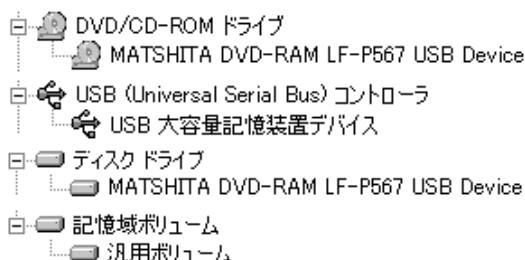 DVD/CD-ROM ドライブ
MATSHITA DVD-RAM LF-P567 USB Device
USB (Universal Serial Bus) コントローラ
USB 大容量記憶装置デバイス
ディスク ドライブ
MATSHITA DVD-RAM LF-P567 USB Device
記憶域ボリューム
汎用ボリューム